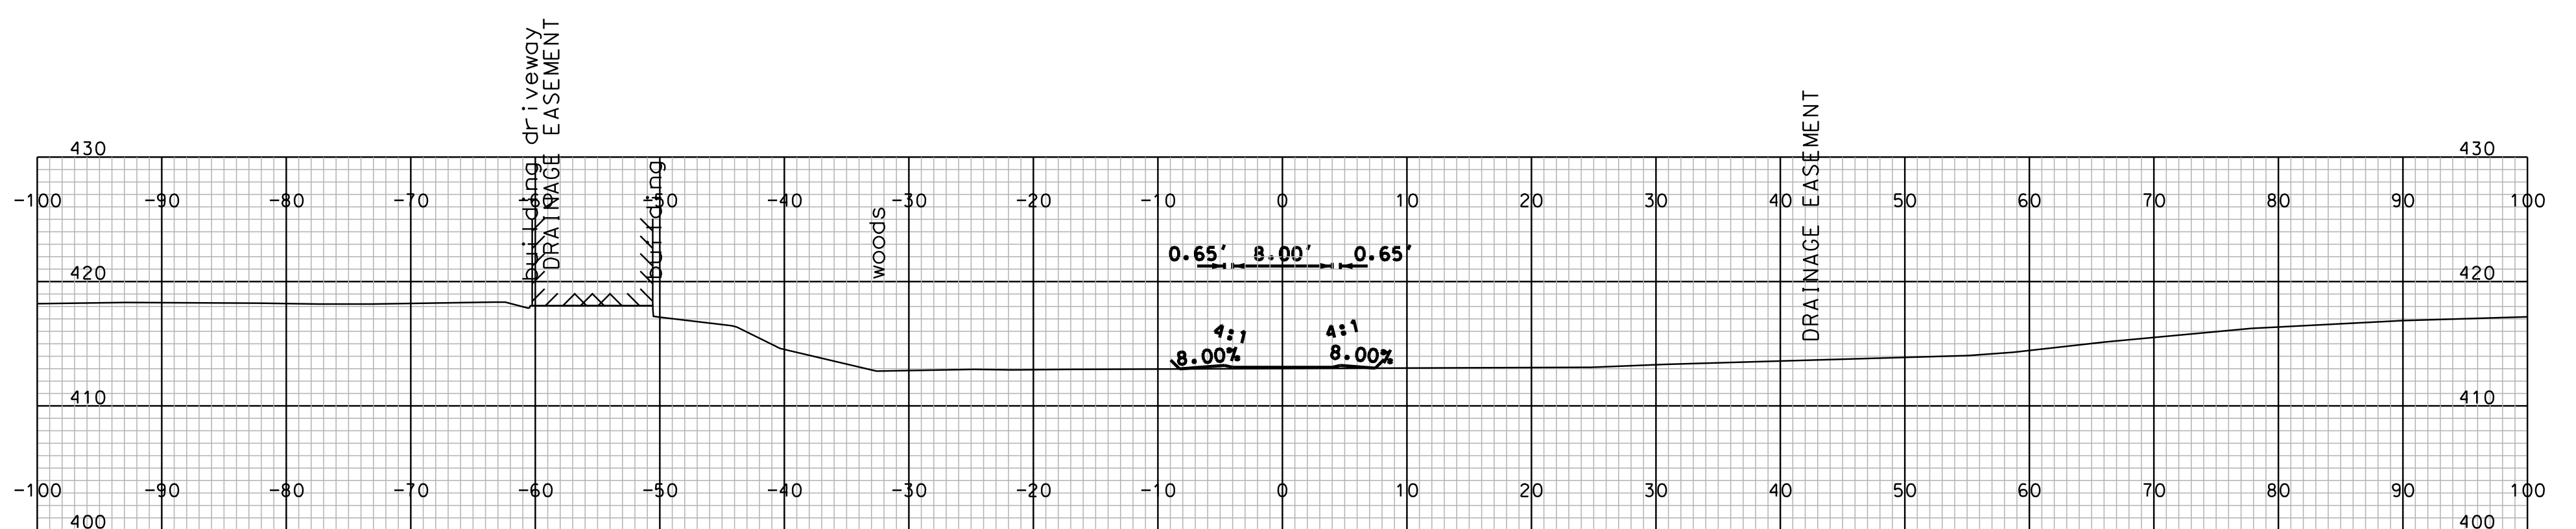 building driveway
DRAINAGE EASEMENT
building
woods
DRAINAGE EASEMENT
430 430
-100 -90 -80 -70 -60 -50 -40 -30 -20 -10 0 10 20 30 40 50 60 70 80 90 100
0.65' 8.00' 0.65'
420 420
4:1 4:1
8.00% 8.00%
410 410
-100 -90 -80 -70 -60 -50 -40 -30 -20 -10 0 10 20 30 40 50 60 70 80 90 100
400 400